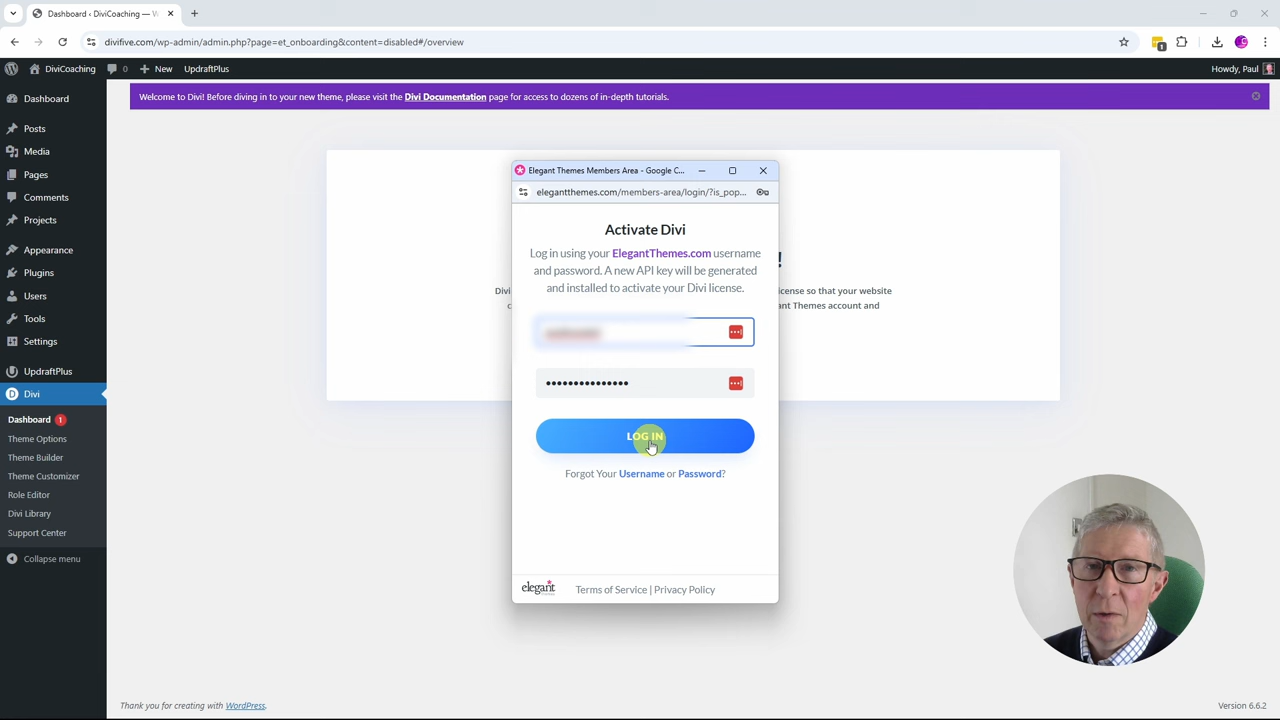 Dashboard ‹ DiviCoaching — W
divifive.com/wp-admin/admin.php?page=et_onboarding&content=disabled#/overview
1
DiviCoaching
0
New
UpdraftPlus
Howdy, Paul
Dashboard
Posts
Media
Pages
Comments
Projects
Appearance
Plugins
Users
Tools
Settings
UpdraftPlus
Divi
Dashboard 1
Theme Options
Theme Builder
Theme Customizer
Role Editor
Divi Library
Support Center
Collapse menu
Welcome to Divi! Before diving in to your new theme, please visit the Divi Documentation page for access to dozens of in-depth tutorials.
!
Divi
icense so that your website
ant Themes account and
Elegant Themes Members Area - Google C...
elegantthemes.com/members-area/login/?is_pop...
Activate Divi
Log in using your ElegantThemes.com username
and password. A new API key will be generated
and installed to activate your Divi license.
•••••••••••••••
LOG IN
Forgot Your Username or Password?
elegant
Terms of Service | Privacy Policy
Thank you for creating with WordPress.
Version 6.6.2